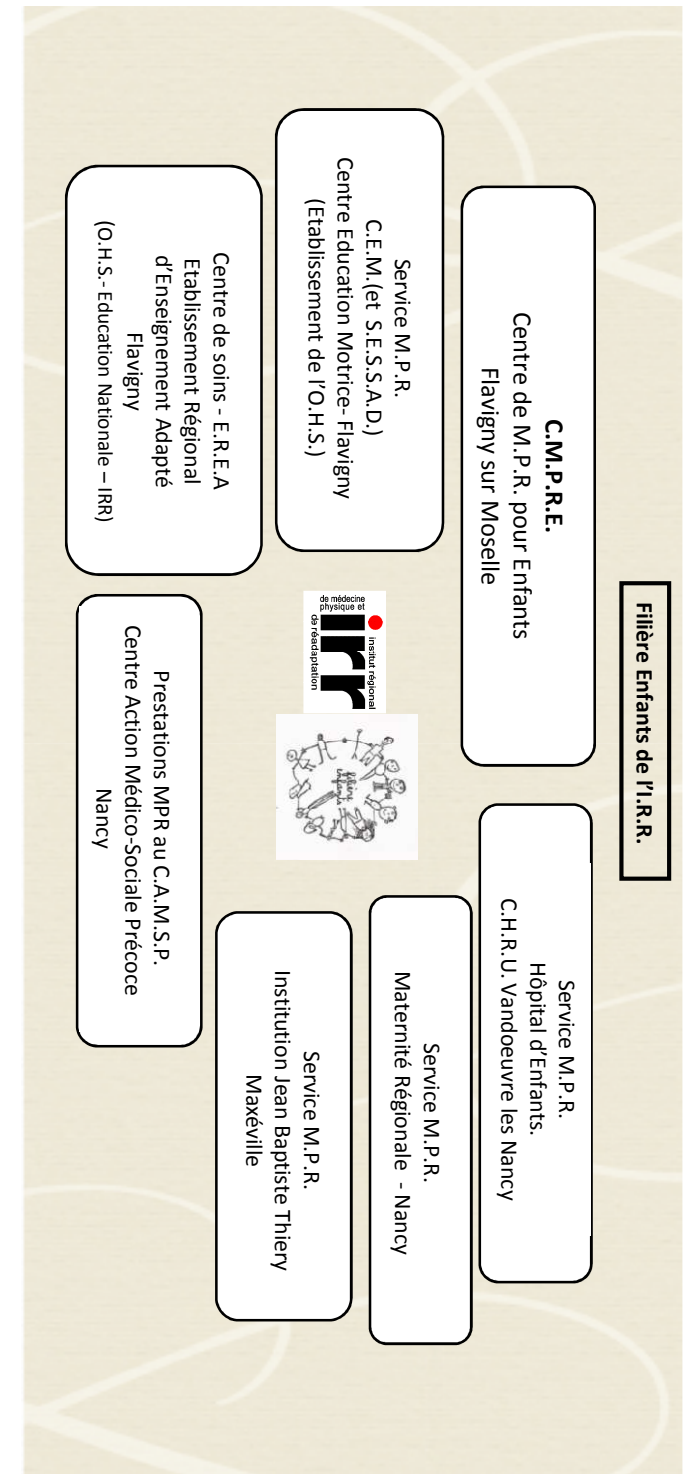 Filière Enfants de l'I.R.R.
C.M.P.R.E.
Centre de M.P.R. pour Enfants
Flavigny sur Moselle
Service M.P.R.
Hôpital d'Enfants.
C.H.R.U. Vandoeuvre les Nancy
Service M.P.R.
C.E.M.(et S.E.S.S.A.D.)
Centre Education Motrice- Flavigny
(Etablissement de l'O.H.S.)
institut régional
irr
de médecine
physique et
de réadaptation
filière
enfants
Service M.P.R.
Maternité Régionale - Nancy
Service M.P.R.
Institution Jean Baptiste Thiery
Maxéville
Centre de soins - E.R.E.A
Etablissement Régional
d'Enseignement Adapté
Flavigny
(O.H.S.- Education Nationale – IRR)
Prestations MPR au C.A.M.S.P.
Centre Action Médico-Sociale Précoce
Nancy